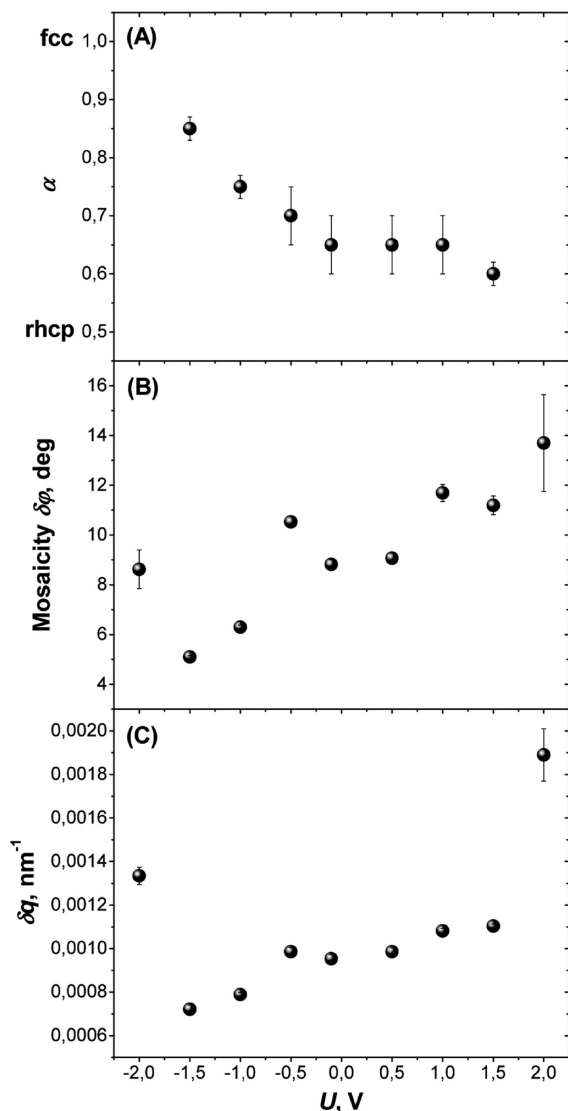 fcc
(A)
1,0
0,9
0,8
0,7
0,6
0,5
α
rhcp
(B)
16
14
12
10
8
6
4
Mosaicity δφ, deg
(C)
0,0020
0,0018
0,0016
0,0014
0,0012
0,0010
0,0008
0,0006
δq, nm⁻¹
-2,0 -1,5 -1,0 -0,5 0,0 0,5 1,0 1,5 2,0
U, V